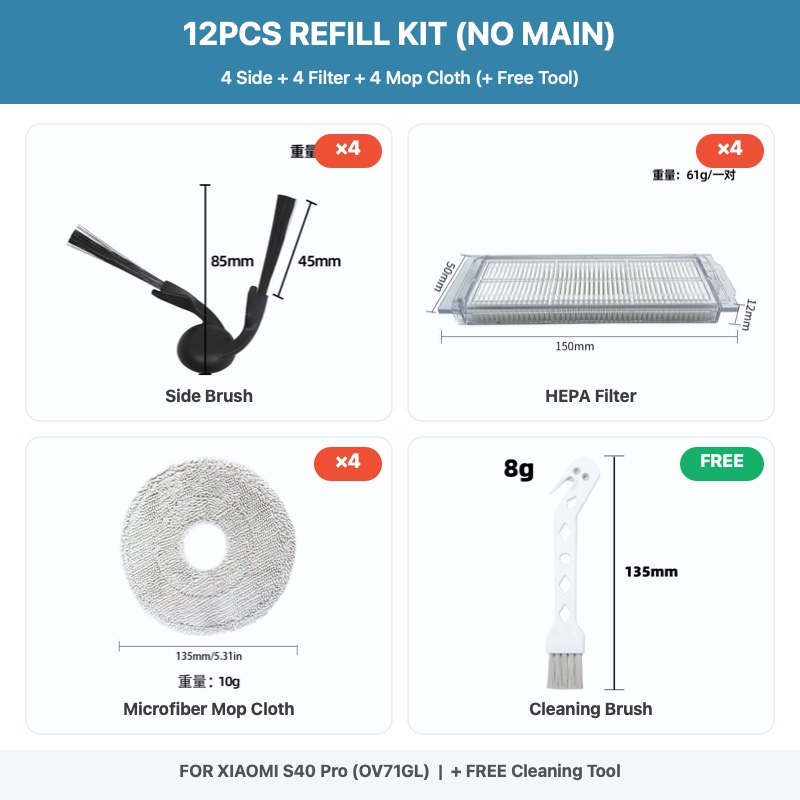 12PCS REFILL KIT (NO MAIN)
4 Side + 4 Filter + 4 Mop Cloth (+ Free Tool)
重量
×4
85mm
45mm
Side Brush
×4
重量：61g/一对
50mm
12mm
150mm
HEPA Filter
×4
135mm/5.31in
重量：10g
Microfiber Mop Cloth
8g
FREE
135mm
Cleaning Brush
FOR XIAOMI S40 Pro (OV71GL) | + FREE Cleaning Tool